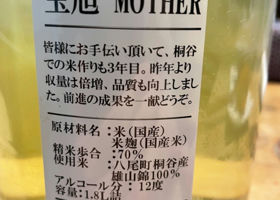 宝旭 MOTHER
皆様にお手伝い頂いて、桐谷
での米作りも3年目。昨年より
収量は倍増、品質も向上しまし
た。前進の成果を一献どうぞ。
原材料名：米(国産)
米麹(国産米)
精米歩合：70%
使用米：八尾町桐谷産
雄山錦100%
アルコール分：12度
容量：1.8L詰